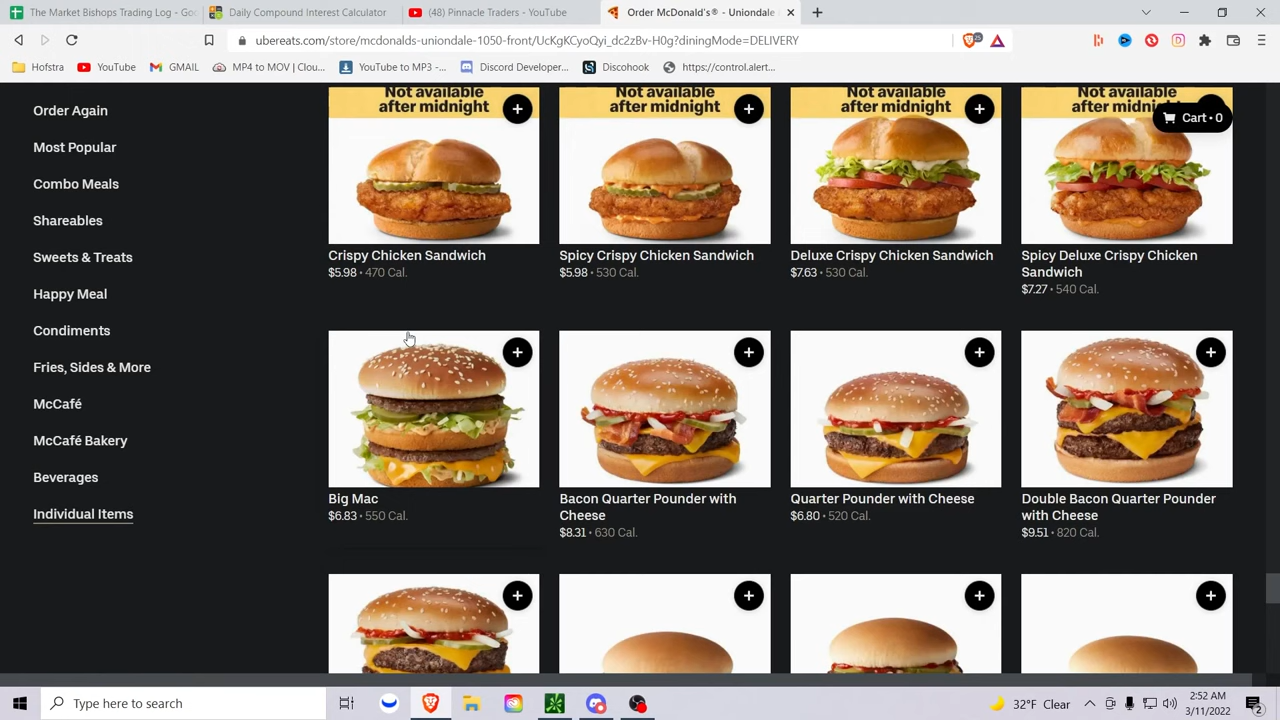 The Market Bishops Trading Log - Goo
Daily Compound Interest Calculator
(48) Pinnacle Traders - YouTube
Order McDonald's® - Uniondale
ubereats.com/store/mcdonalds-uniondale-1050-front/UcKgKCyoQyi_dc2zBv-H0g?diningMode=DELIVERY
Hofstra
YouTube
GMAIL
MP4 to MOV | Clou...
YouTube to MP3 -...
Discord Developer...
Discohook
https://control.alert...
Order Again
Most Popular
Combo Meals
Shareables
Sweets & Treats
Happy Meal
Condiments
Fries, Sides & More
McCafé
McCafé Bakery
Beverages
Individual Items
Cart • 0
Not available
after midnight
Not available
after midnight
Not available
after midnight
Not available
after midnight
Crispy Chicken Sandwich
$5.98 • 470 Cal.
Spicy Crispy Chicken Sandwich
$5.98 • 530 Cal.
Deluxe Crispy Chicken Sandwich
$7.63 • 530 Cal.
Spicy Deluxe Crispy Chicken
Sandwich
$7.27 • 540 Cal.
Big Mac
$6.83 • 550 Cal.
Bacon Quarter Pounder with
Cheese
$8.31 • 630 Cal.
Quarter Pounder with Cheese
$6.80 • 520 Cal.
Double Bacon Quarter Pounder
with Cheese
$9.51 • 820 Cal.
Type here to search
32°F Clear
2:52 AM
3/11/2022
2